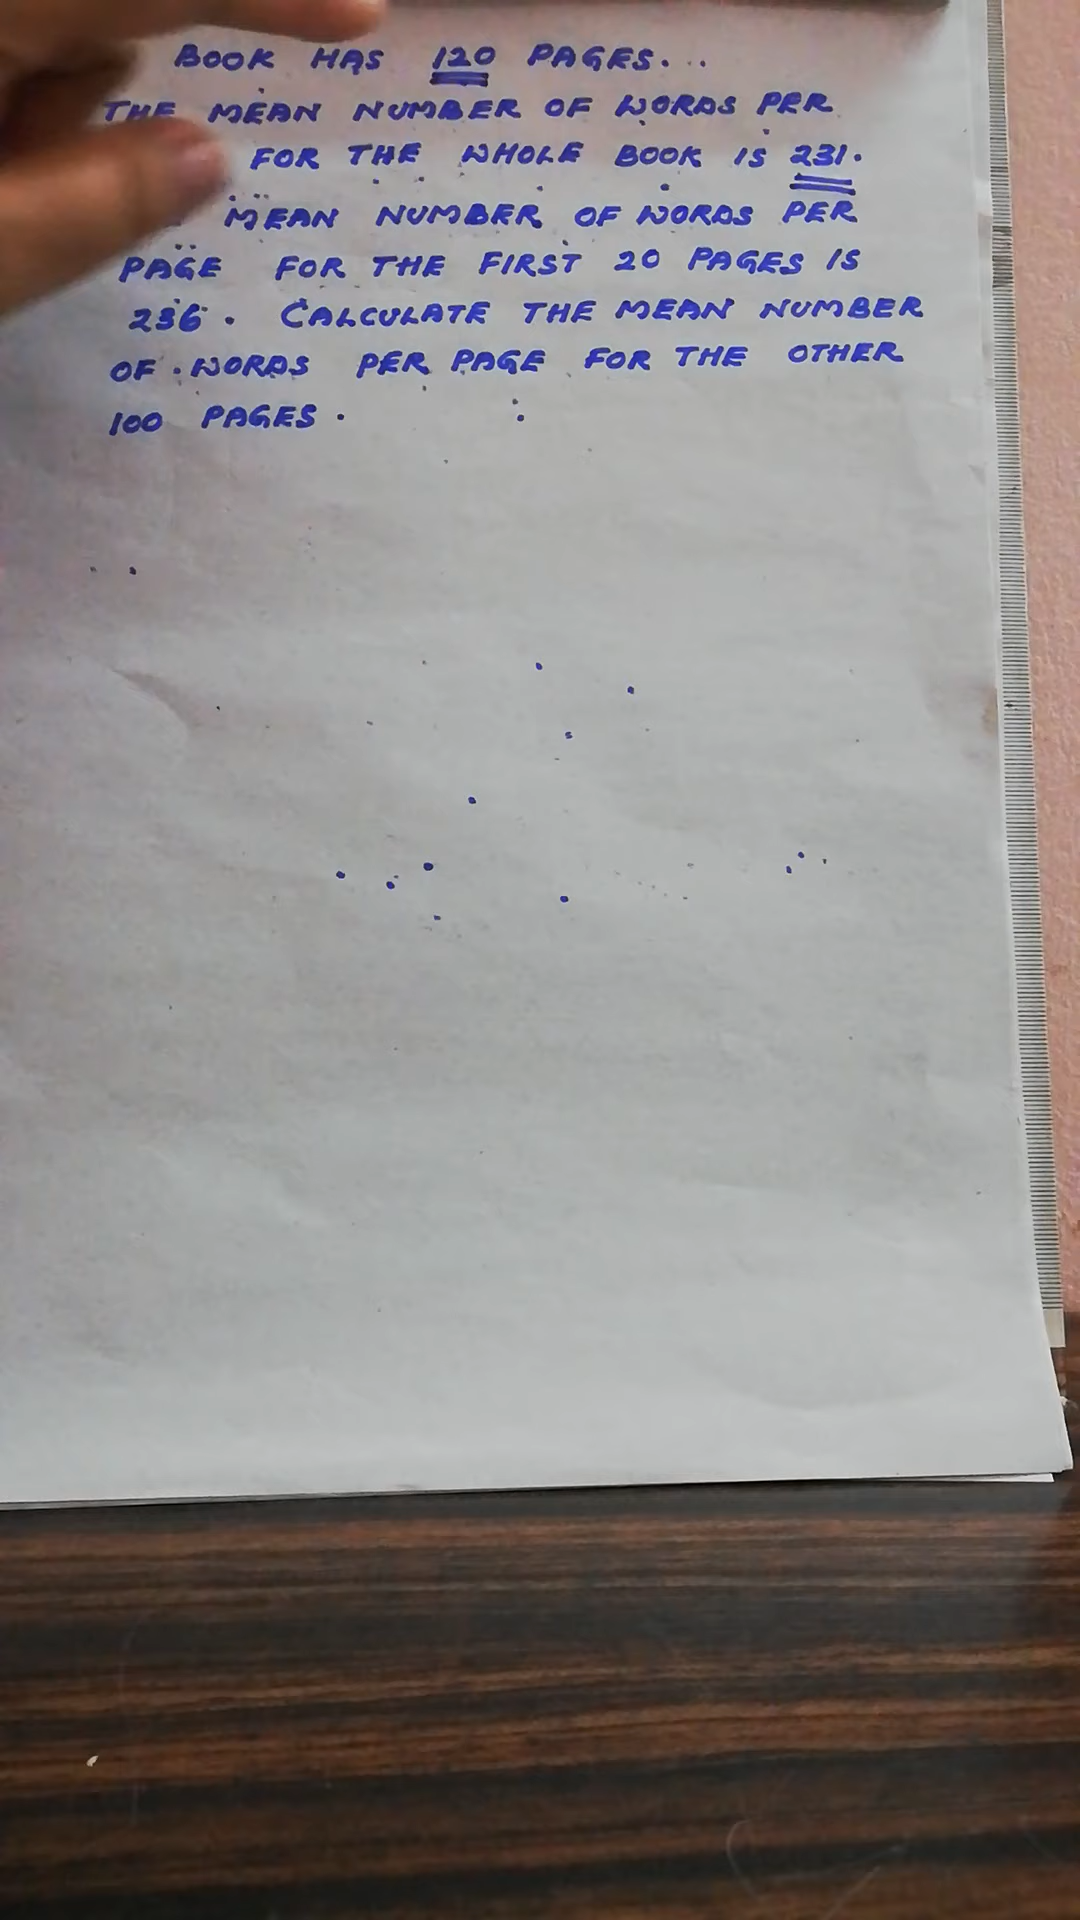 BOOK HAS 120 PAGES...
THE MEAN NUMBER OF WORDS PER
FOR THE WHOLE BOOK IS 231.
MEAN NUMBER OF WORDS PER
PAGE FOR THE FIRST 20 PAGES IS
236. CALCULATE THE MEAN NUMBER
OF WORDS PER PAGE FOR THE OTHER
100 PAGES.